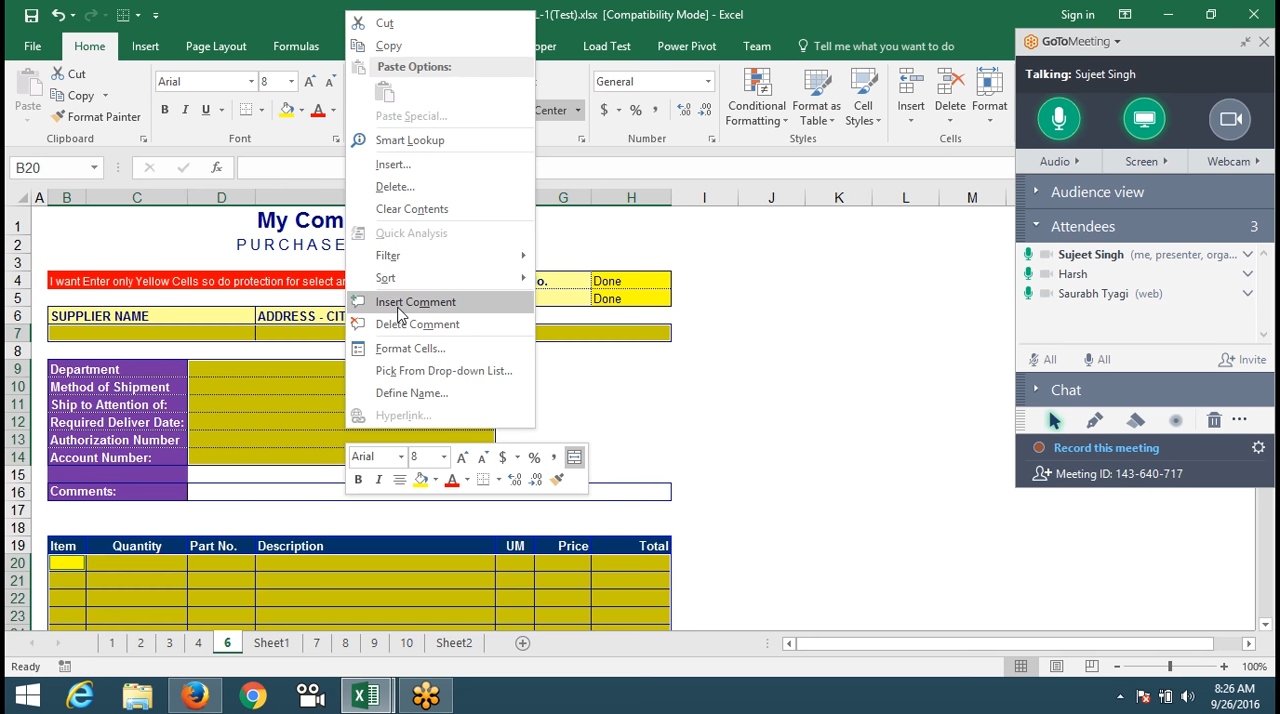 L-1(Test).xlsx [Compatibility Mode] - Excel
Sign in
File Home Insert Page Layout Formulas oper Load Test Power Pivot Team Tell me what you want to do
Paste
Cut
Copy
Format Painter
Clipboard
Arial 8
B I U
Font
Center
General
$ % ,
Number
Conditional Formatting
Format as Table
Cell Styles
Styles
Insert
Delete
Format
Cells
B20
fx
A B C D G H I J K L M
Cut
Copy
Paste Options:
Paste Special...
Smart Lookup
Insert...
Delete...
Clear Contents
Quick Analysis
Filter
Sort
Insert Comment
Delete Comment
Format Cells...
Pick From Drop-down List...
Define Name...
Hyperlink...
Arial 8 A A $ % ,
B I A
1 My Com
2 PURCHASE
3
4 I want Enter only Yellow Cells so do protection for select an o. Done
5 Done
6 SUPPLIER NAME ADDRESS - CIT
7
8
9 Department
10 Method of Shipment
11 Ship to Attention of:
12 Required Deliver Date:
13 Authorization Number
14 Account Number:
15
16 Comments:
17
18
19 Item Quantity Part No. Description UM Price Total
20
21
22
23
1 2 3 4 6 Sheet1 7 8 9 10 Sheet2
Ready
100%
GoToMeeting
Talking: Sujeet Singh
Audio Screen Webcam
Audience view
Attendees 3
Sujeet Singh (me, presenter, orga...
Harsh
Saurabh Tyagi (web)
All All Invite
Chat
Record this meeting
Meeting ID: 143-640-717
8:26 AM
9/26/2016